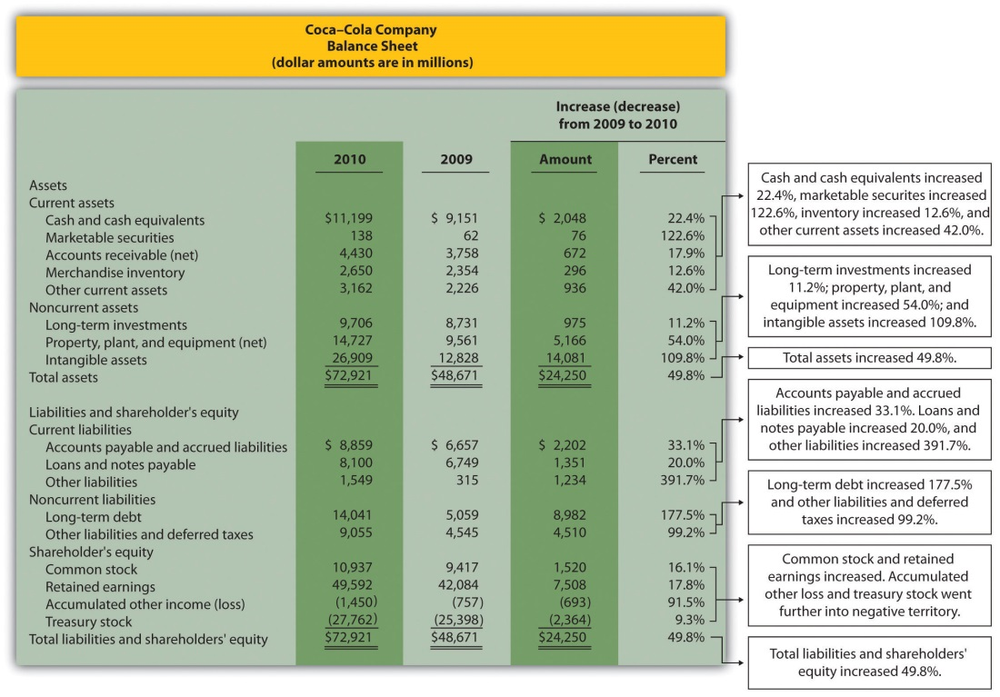 Coca–Cola Company
Balance Sheet
(dollar amounts are in millions)
Increase (decrease)
from 2009 to 2010
2010 2009 Amount Percent
Assets
Current assets
Cash and cash equivalents $11,199 $ 9,151 $ 2,048 22.4%
Marketable securities 138 62 76 122.6%
Accounts receivable (net) 4,430 3,758 672 17.9%
Merchandise inventory 2,650 2,354 296 12.6%
Other current assets 3,162 2,226 936 42.0%
Noncurrent assets
Long-term investments 9,706 8,731 975 11.2%
Property, plant, and equipment (net) 14,727 9,561 5,166 54.0%
Intangible assets 26,909 12,828 14,081 109.8%
Total assets $72,921 $48,671 $24,250 49.8%
Liabilities and shareholder's equity
Current liabilities
Accounts payable and accrued liabilities $ 8,859 $ 6,657 $ 2,202 33.1%
Loans and notes payable 8,100 6,749 1,351 20.0%
Other liabilities 1,549 315 1,234 391.7%
Noncurrent liabilities
Long-term debt 14,041 5,059 8,982 177.5%
Other liabilities and deferred taxes 9,055 4,545 4,510 99.2%
Shareholder's equity
Common stock 10,937 9,417 1,520 16.1%
Retained earnings 49,592 42,084 7,508 17.8%
Accumulated other income (loss) (1,450) (757) (693) 91.5%
Treasury stock (27,762) (25,398) (2,364) 9.3%
Total liabilities and shareholders' equity $72,921 $48,671 $24,250 49.8%
Cash and cash equivalents increased
22.4%, marketable securites increased
122.6%, inventory increased 12.6%, and
other current assets increased 42.0%.
Long-term investments increased
11.2%; property, plant, and
equipment increased 54.0%; and
intangible assets increased 109.8%.
Total assets increased 49.8%.
Accounts payable and accrued
liabilities increased 33.1%. Loans and
notes payable increased 20.0%, and
other liabilities increased 391.7%.
Long-term debt increased 177.5%
and other liabilities and deferred
taxes increased 99.2%.
Common stock and retained
earnings increased. Accumulated
other loss and treasury stock went
further into negative territory.
Total liabilities and shareholders'
equity increased 49.8%.